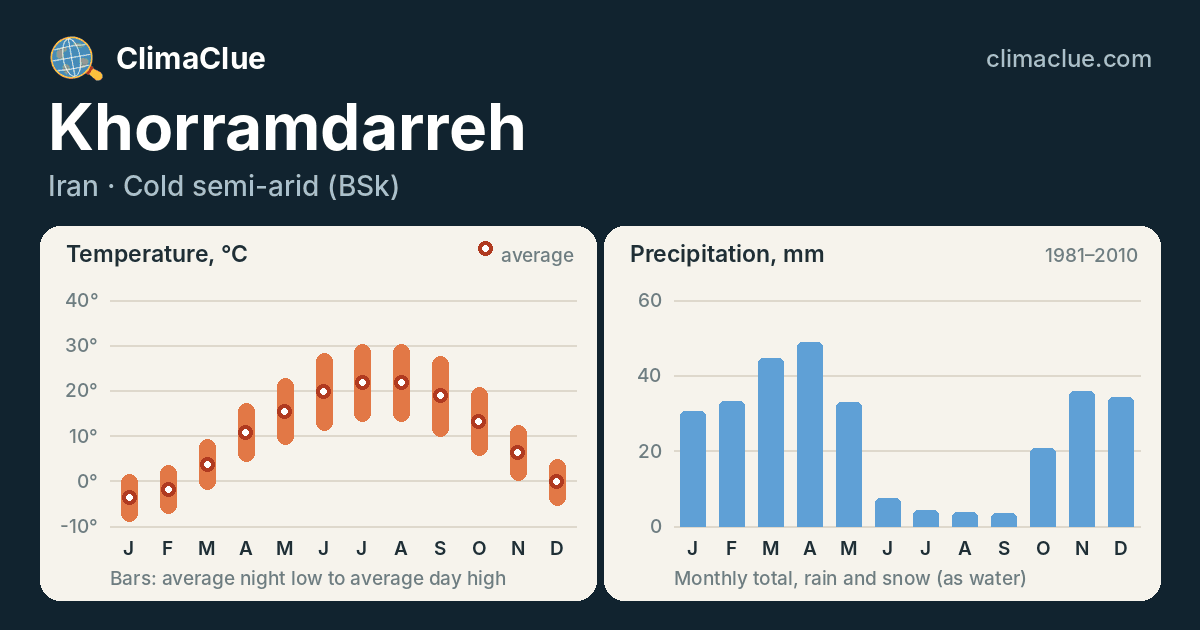 ClimaClue
climaclue.com
Khorramdarreh
Iran · Cold semi-arid (BSk)
Temperature, °C
average
40°
30°
20°
10°
0°
-10°
J F M A M J J A S O N D
Bars: average night low to average day high
Precipitation, mm
1981–2010
60
40
20
0
J F M A M J J A S O N D
Monthly total, rain and snow (as water)